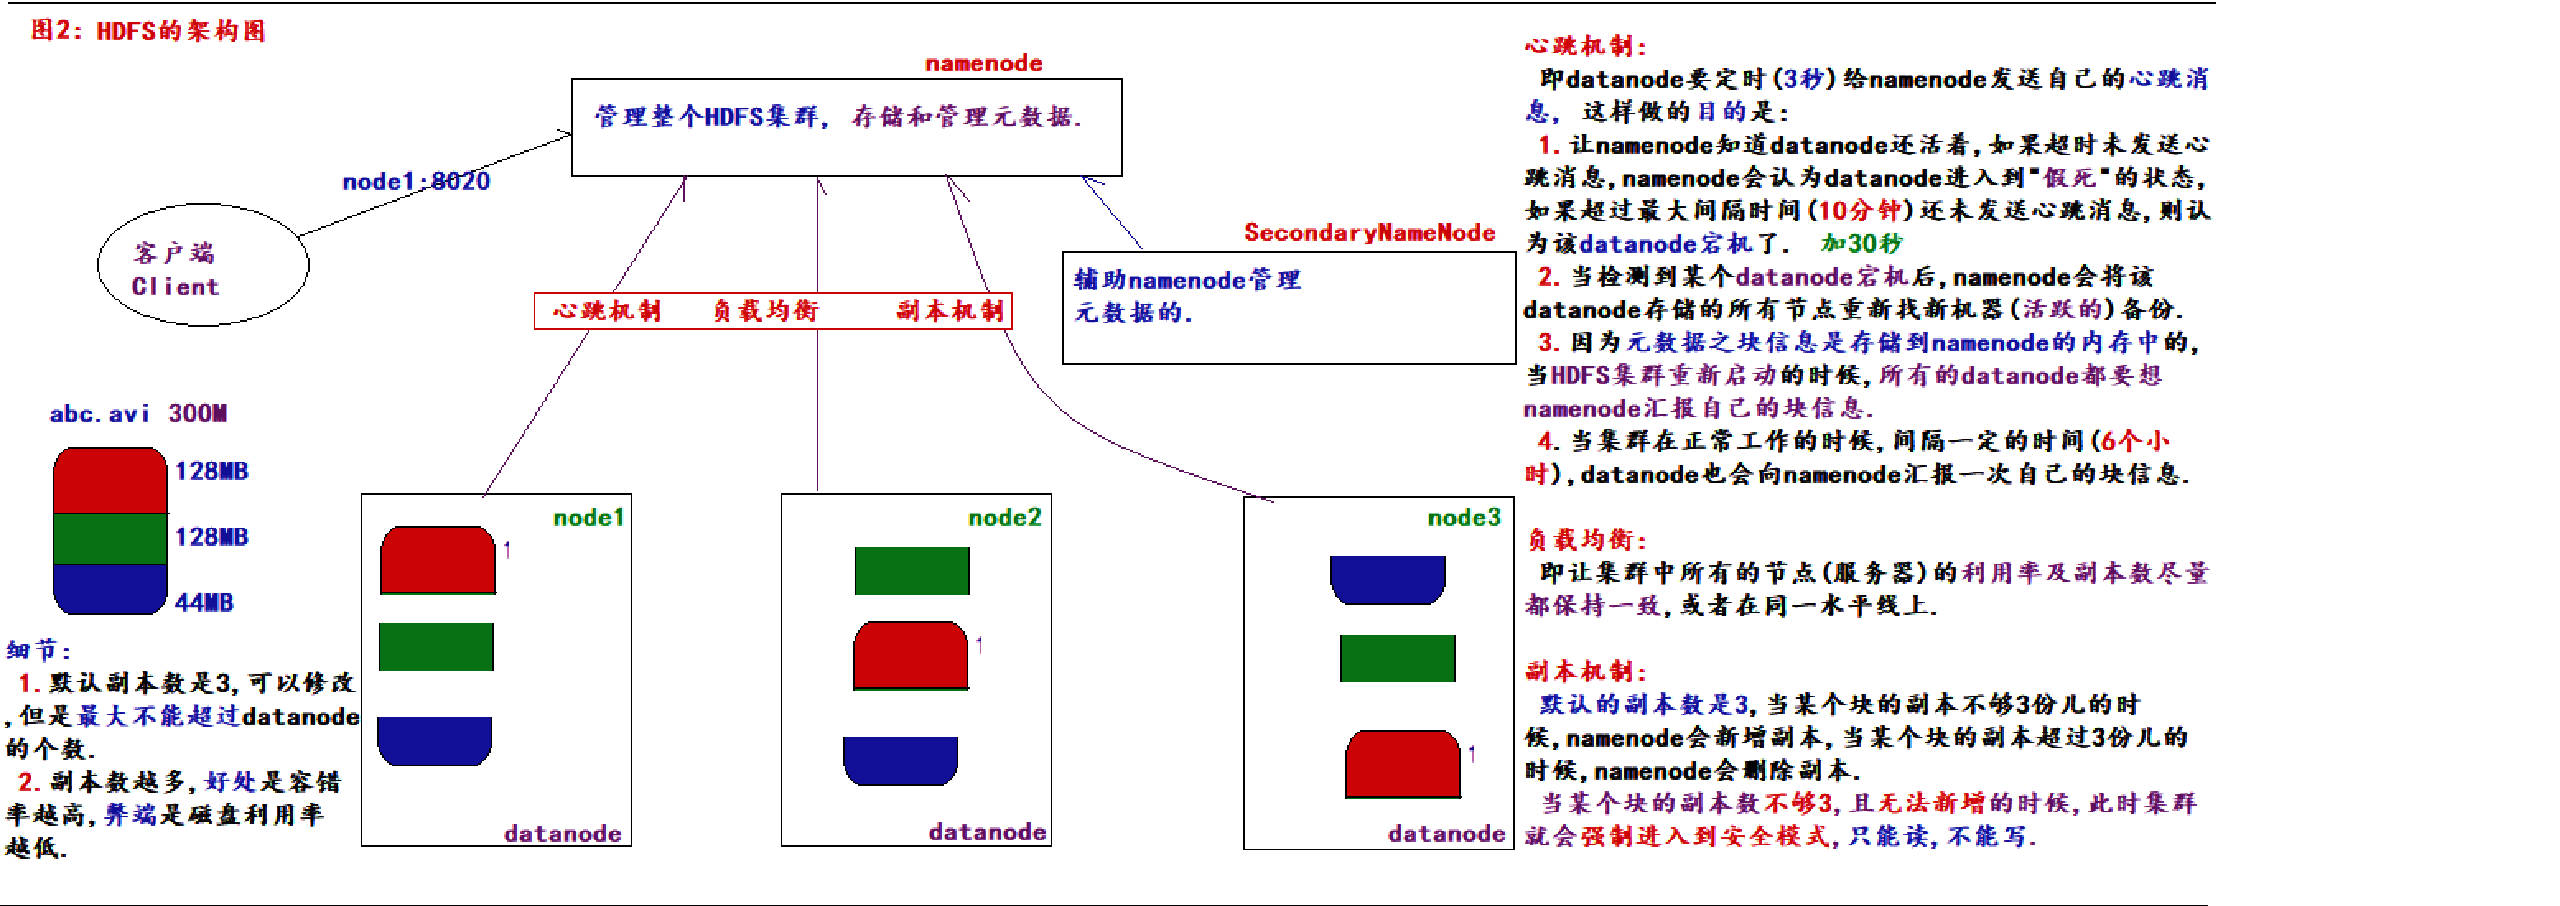 图2: HDFS的架构图
namenode
管理整个HDFS集群, 存储和管理元数据.
node1:8020
客户端
Client
SecondaryNameNode
辅助namenode管理
元数据的.
心跳机制 负载均衡 副本机制
abc.avi 300M
128MB
128MB
44MB
细节:
1.默认副本数是3,可以修改
,但是最大不能超过datanode
的个数.
2.副本数越多,好处是容错
率越高,弊端是磁盘利用率
越低.
node1
1
datanode
node2
1
datanode
node3
1
datanode
心跳机制:
即datanode要定时(3秒)给namenode发送自己的心跳消
息, 这样做的目的是:
1.让namenode知道datanode还活着,如果超时未发送心
跳消息,namenode会认为datanode进入到"假死"的状态,
如果超过最大间隔时间(10分钟)还未发送心跳消息,则认
为该datanode宕机了. 加30秒
2.当检测到某个datanode宕机后,namenode会将该
datanode存储的所有节点重新找新机器(活跃的)备份.
3.因为元数据之块信息是存储到namenode的内存中的,
当HDFS集群重新启动的时候,所有的datanode都要想
namenode汇报自己的块信息.
4.当集群在正常工作的时候,间隔一定的时间(6个小
时),datanode也会向namenode汇报一次自己的块信息.
负载均衡:
即让集群中所有的节点(服务器)的利用率及副本数尽量
都保持一致,或者在同一水平线上.
副本机制:
默认的副本数是3,当某个块的副本不够3份儿的时
候,namenode会新增副本,当某个块的副本超过3份儿的
时候,namenode会删除副本.
当某个块的副本数不够3,且无法新增的时候,此时集群
就会强制进入到安全模式,只能读,不能写.